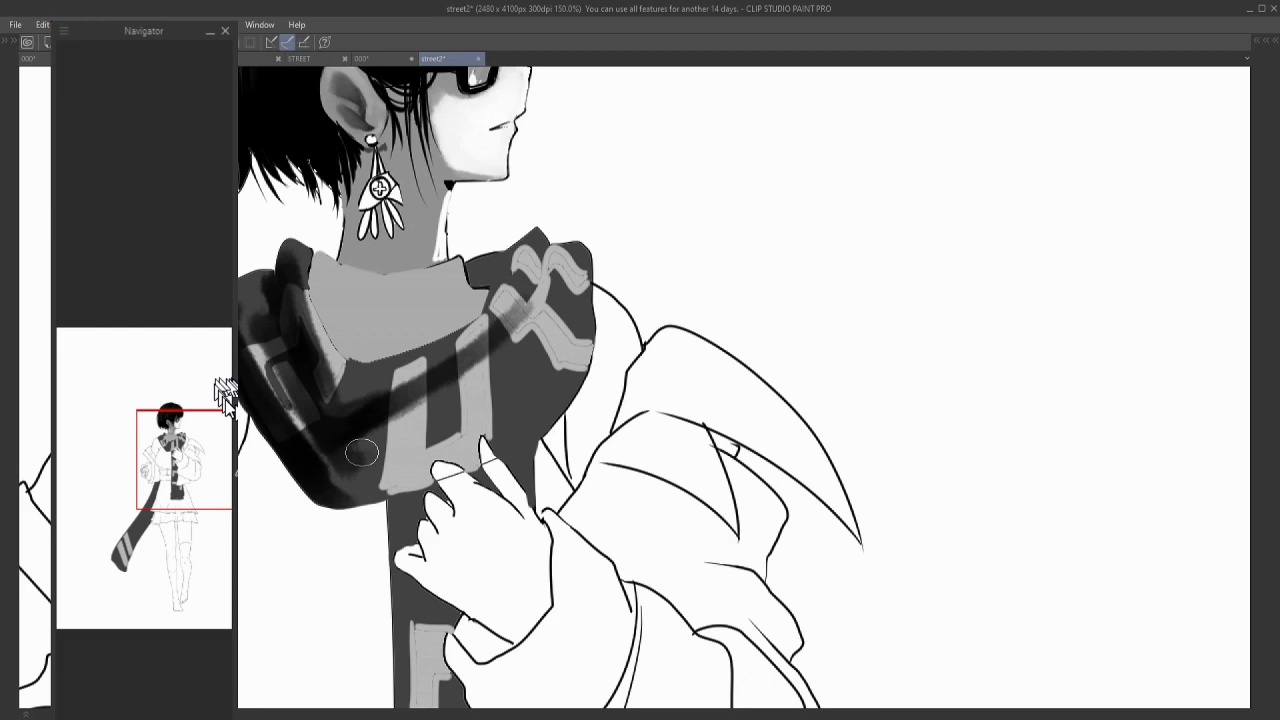 street2* (2480 x 4100px 300dpi 150.0%)  You can use all features for another 14 days. - CLIP STUDIO PAINT PRO
File Edit Window Help
Navigator
000* STREET 000* street2*